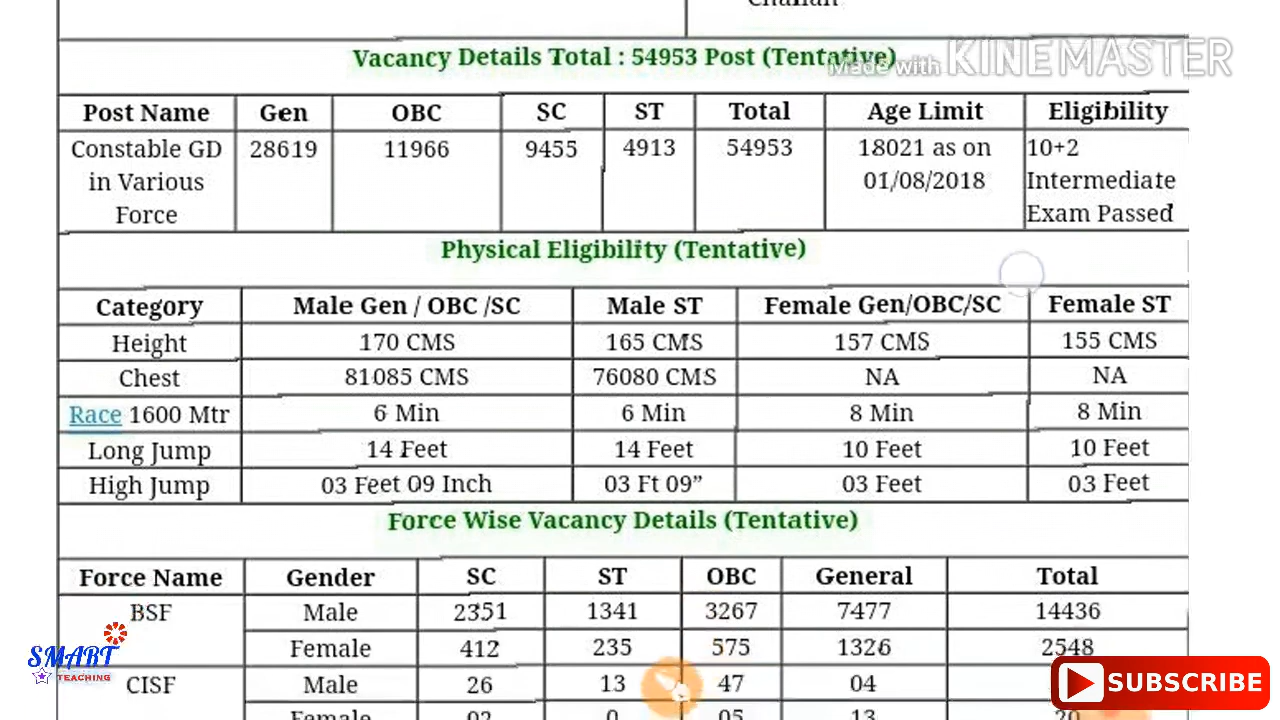 Challan
Vacancy Details Total : 54953 Post (Tentative)
Made with KINEMASTER
Post Name Gen OBC SC ST Total Age Limit Eligibility
Constable GD 28619 11966 9455 4913 54953 18021 as on 10+2
in Various 01/08/2018 Intermediate
Force Exam Passed
Physical Eligibility (Tentative)
Category Male Gen / OBC /SC Male ST Female Gen/OBC/SC Female ST
Height 170 CMS 165 CMS 157 CMS 155 CMS
Chest 81085 CMS 76080 CMS NA NA
Race 1600 Mtr 6 Min 6 Min 8 Min 8 Min
Long Jump 14 Feet 14 Feet 10 Feet 10 Feet
High Jump 03 Feet 09 Inch 03 Ft 09” 03 Feet 03 Feet
Force Wise Vacancy Details (Tentative)
Force Name Gender SC ST OBC General Total
BSF Male 2351 1341 3267 7477 14436
Female 412 235 575 1326 2548
SMART
TEACHING
CISF Male 26 13 47 04
SUBSCRIBE
Female 02 0 05 13 20